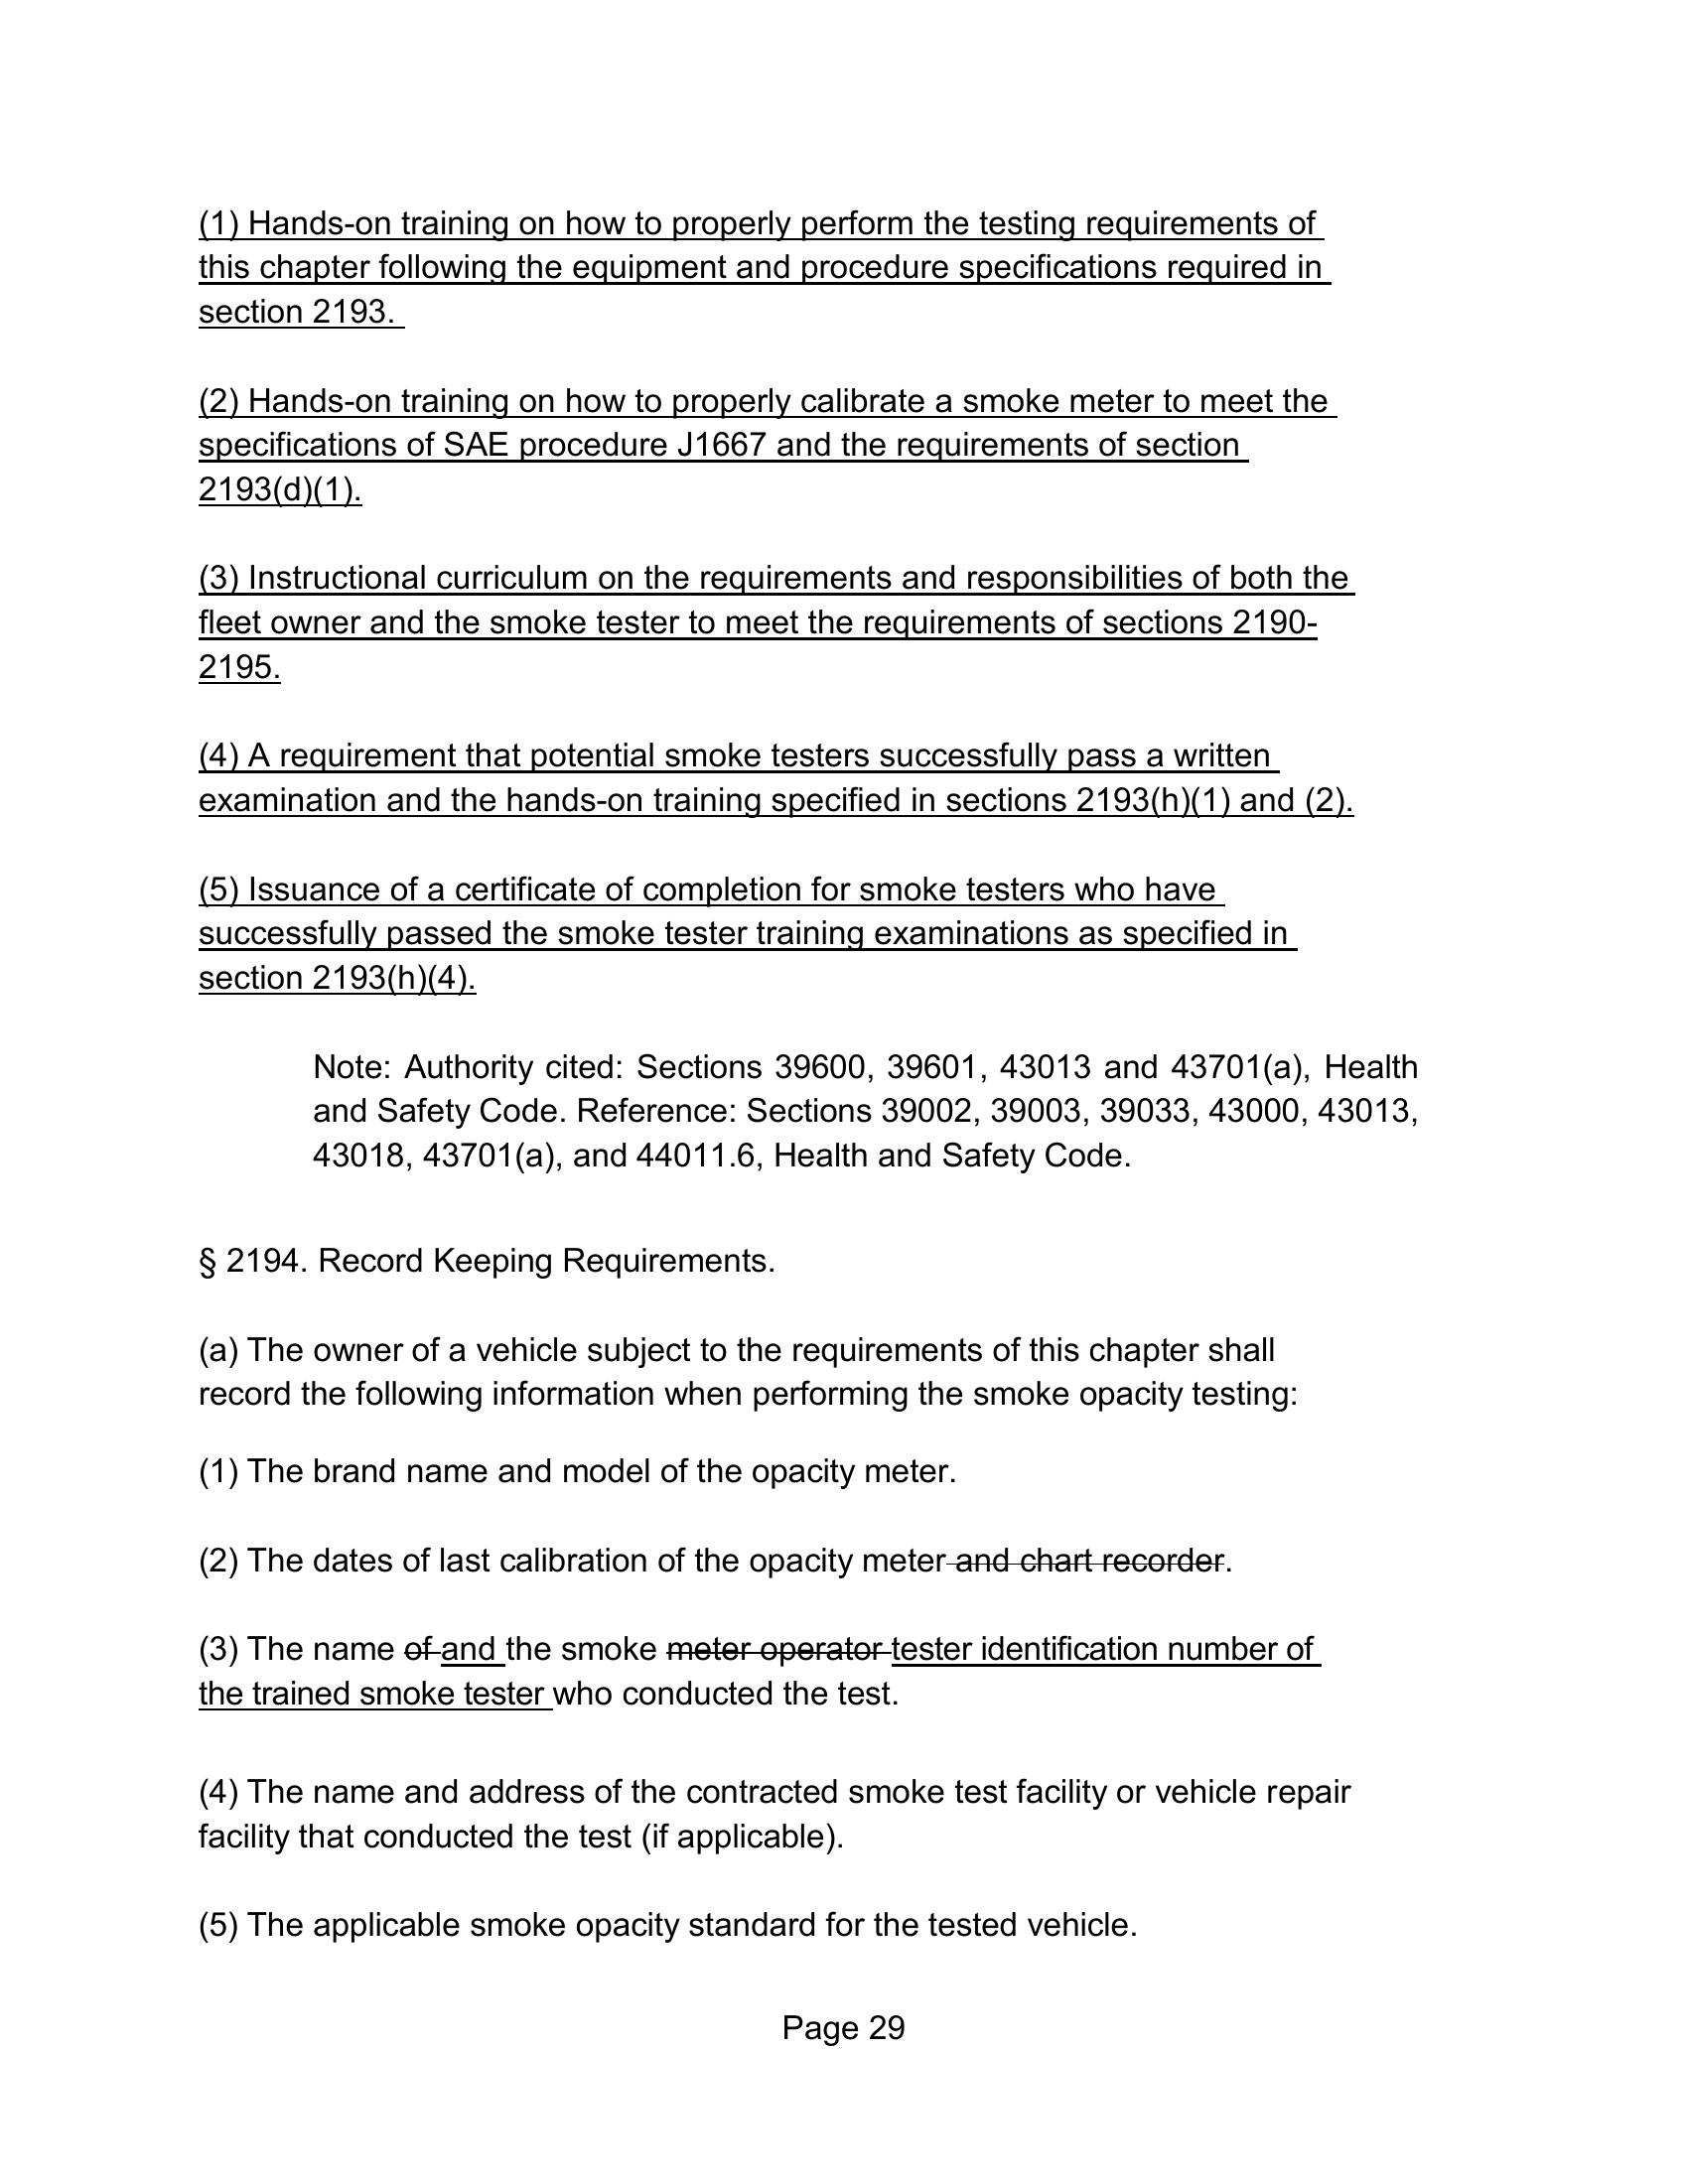 (1) Hands-on training on how to properly perform the testing requirements of
this chapter following the equipment and procedure specifications required in
section 2193.
(2) Hands-on training on how to properly calibrate a smoke meter to meet the
specifications of SAE procedure J1667 and the requirements of section
2193(d)(1).
(3) Instructional curriculum on the requirements and responsibilities of both the
fleet owner and the smoke tester to meet the requirements of sections 2190-
2195.
(4) A requirement that potential smoke testers successfully pass a written
examination and the hands-on training specified in sections 2193(h)(1) and (2).
(5) Issuance of a certificate of completion for smoke testers who have
successfully passed the smoke tester training examinations as specified in
section 2193(h)(4).
Note: Authority cited: Sections 39600, 39601, 43013 and 43701(a), Health
and Safety Code. Reference: Sections 39002, 39003, 39033, 43000, 43013,
43018, 43701(a), and 44011.6, Health and Safety Code.
§ 2194. Record Keeping Requirements.
(a) The owner of a vehicle subject to the requirements of this chapter shall
record the following information when performing the smoke opacity testing:
(1) The brand name and model of the opacity meter.
(2) The dates of last calibration of the opacity meter and chart recorder.
(3) The name of and the smoke meter operator tester identification number of
the trained smoke tester who conducted the test.
(4) The name and address of the contracted smoke test facility or vehicle repair
facility that conducted the test (if applicable).
(5) The applicable smoke opacity standard for the tested vehicle.
Page 29